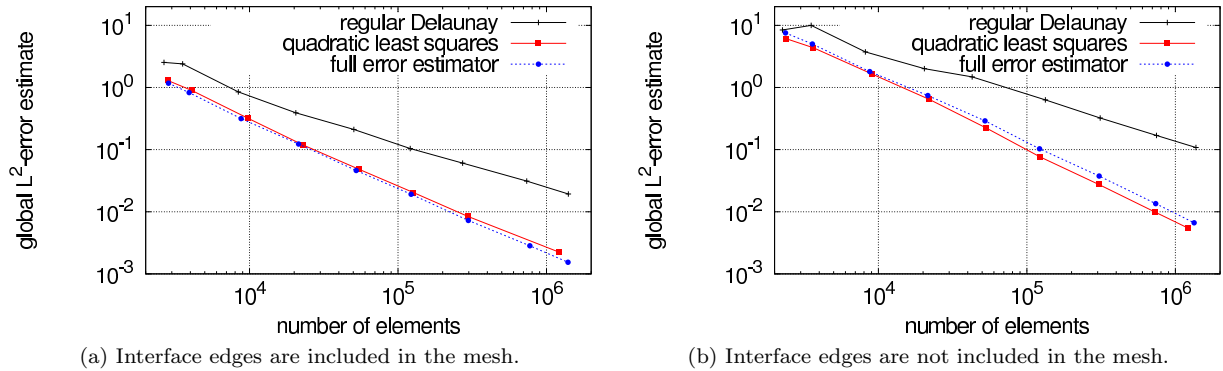 regular Delaunay
quadratic least squares
full error estimator
10^1
10^0
10^-1
10^-2
10^-3
global L^2-error estimate
10^4
10^5
10^6
number of elements
(a) Interface edges are included in the mesh.
regular Delaunay
quadratic least squares
full error estimator
10^1
10^0
10^-1
10^-2
10^-3
global L^2-error estimate
10^4
10^5
10^6
number of elements
(b) Interface edges are not included in the mesh.